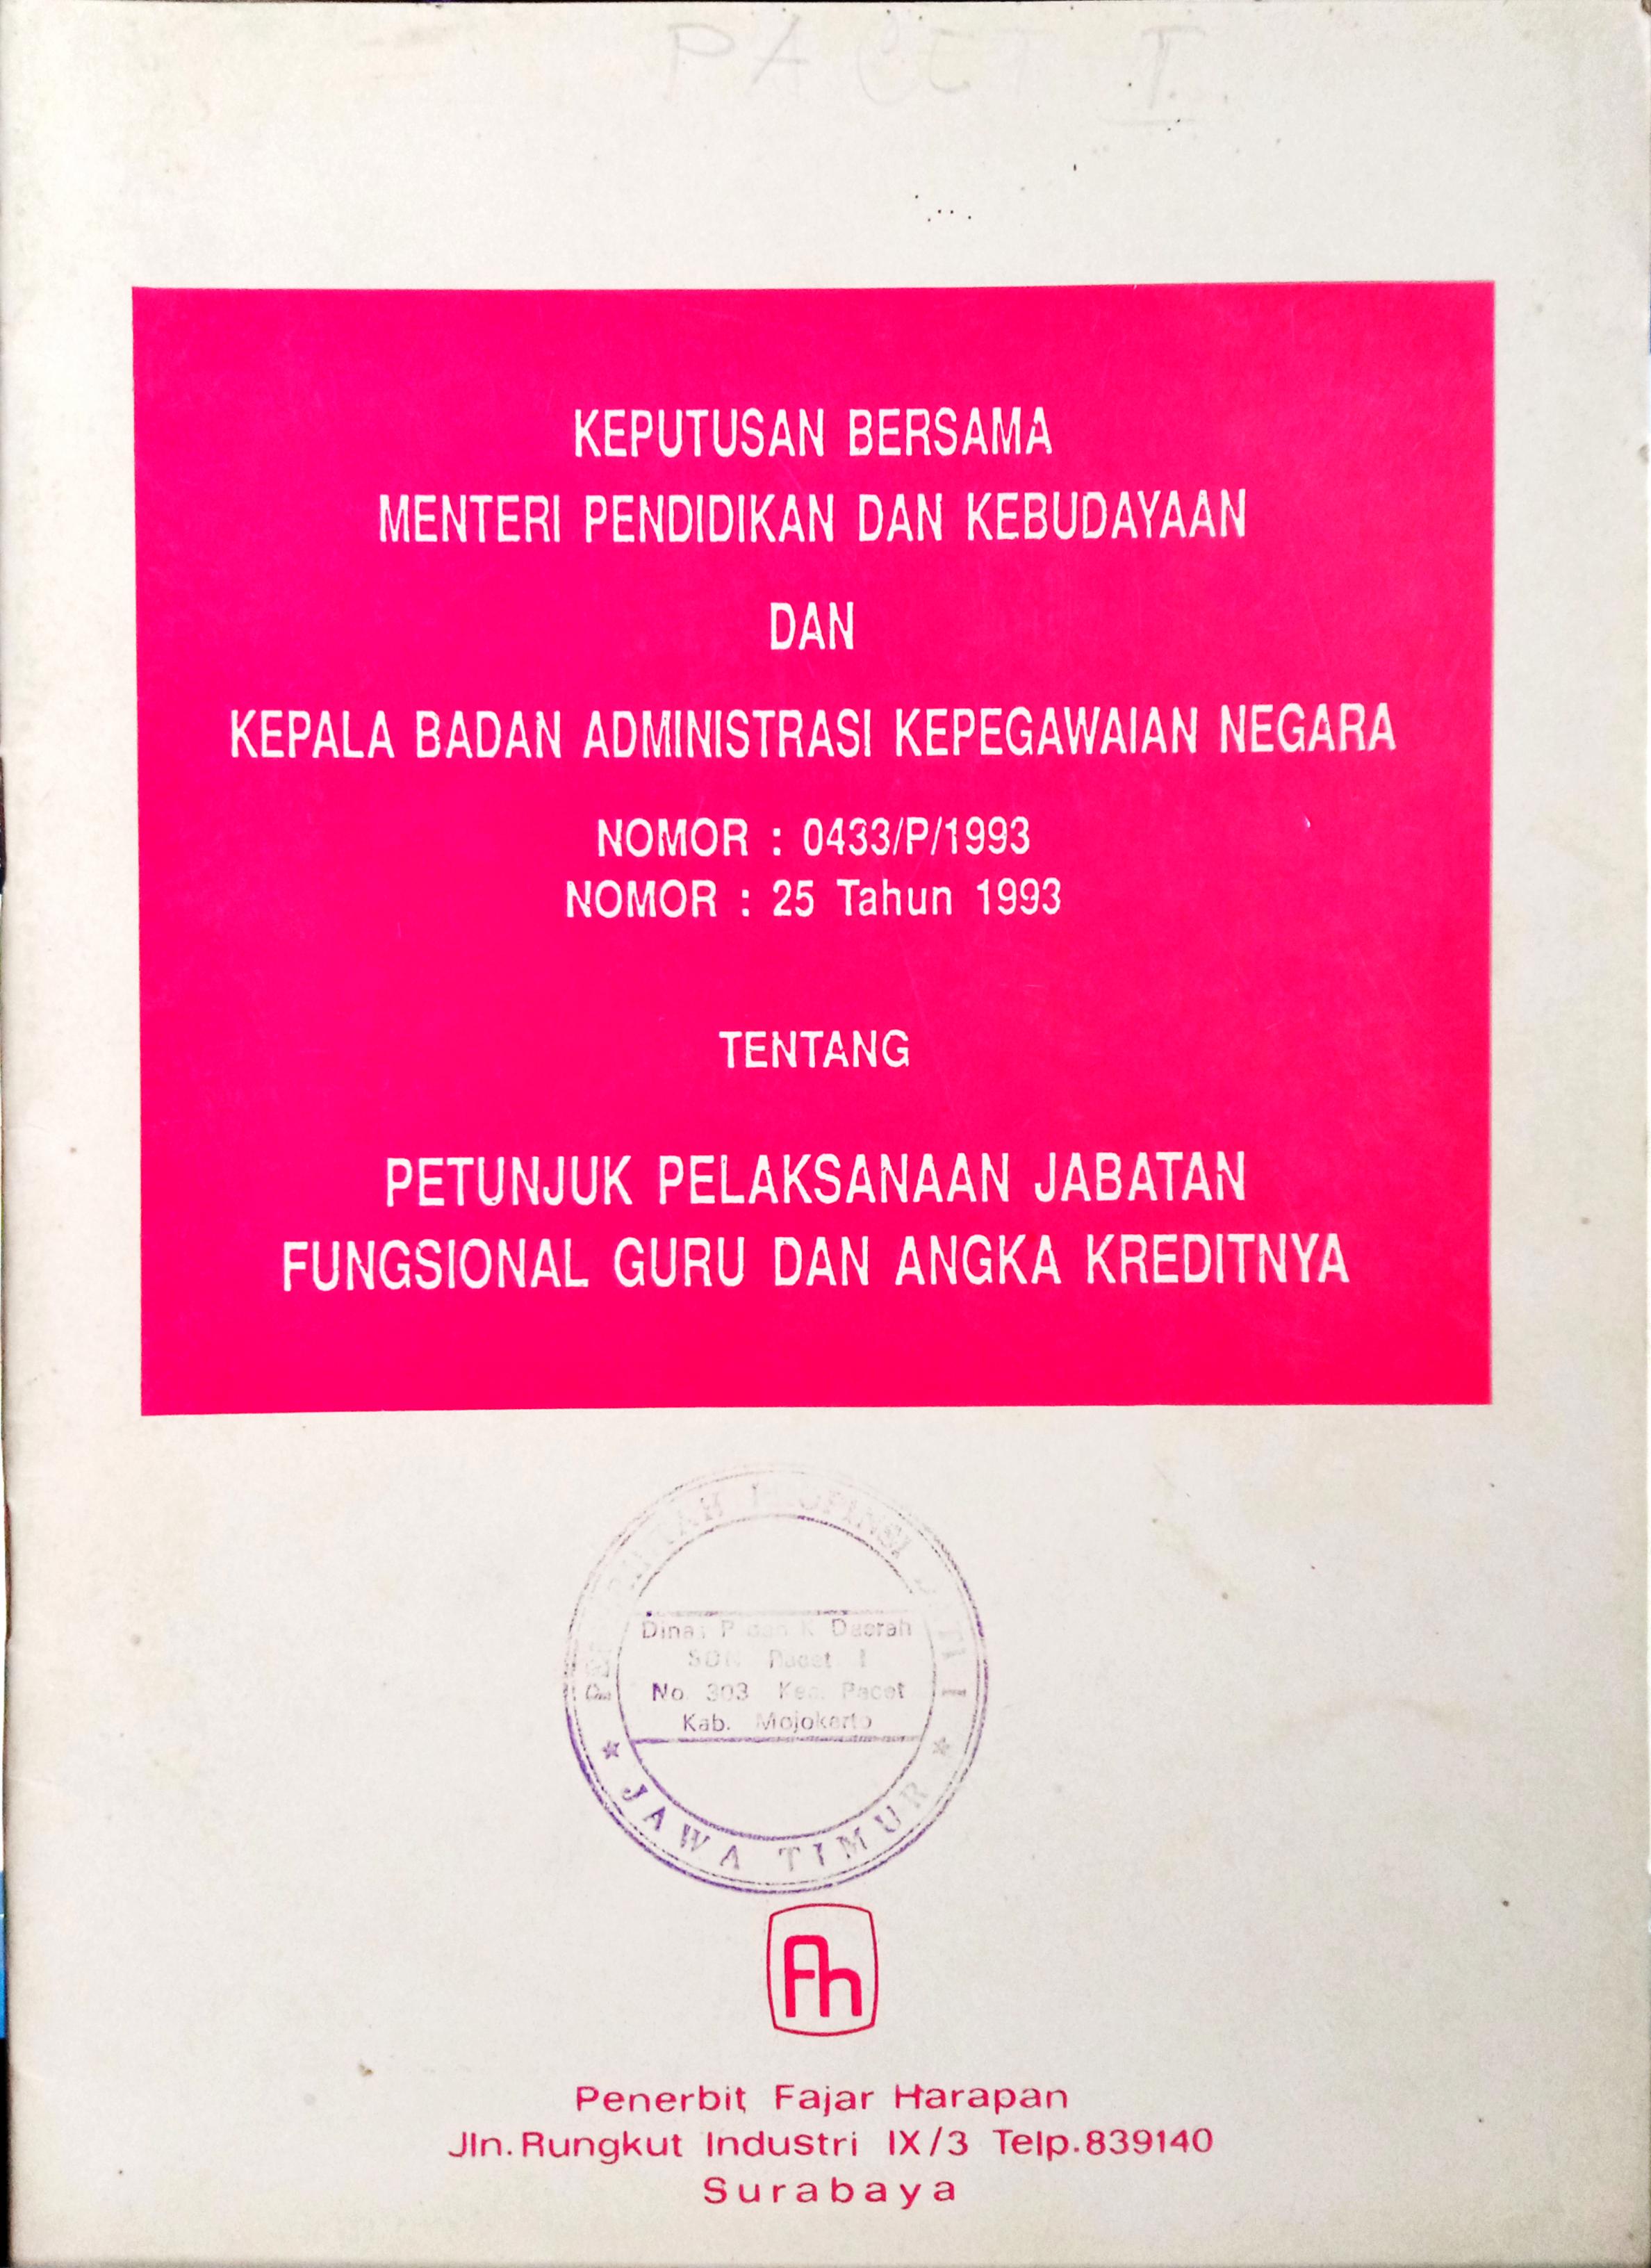 KEPUTUSAN BERSAMA
MENTERI PENDIDIKAN DAN KEBUDAYAAN
DAN
KEPALA BADAN ADMINISTRASI KEPEGAWAIAN NEGARA
NOMOR : 0433/P/1993
NOMOR : 25 Tahun 1993
TENTANG
PETUNJUK PELAKSANAAN JABATAN
FUNGSIONAL GURU DAN ANGKA KREDITNYA
Dinas P dan K Daerah
SDN Pacet I
No. 303 Kec. Pacet
Kab. Mojokerto
JAWA TIMUR
Fh
Penerbit Fajar Harapan
Jln. Rungkut Industri IX/3 Telp. 839140
Surabaya